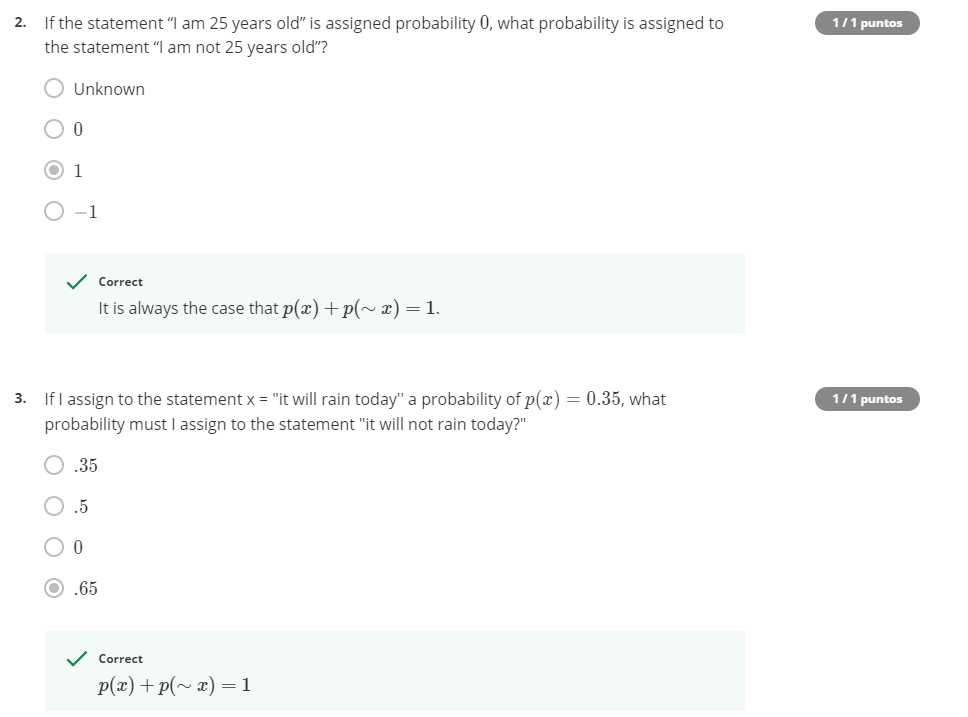 2. If the statement “I am 25 years old” is assigned probability 0, what probability is assigned to
1 / 1 puntos
the statement “I am not 25 years old”?
Unknown
0
1
−1
Correct
It is always the case that p(x) + p(∼ x) = 1.
3. If I assign to the statement x = "it will rain today'' a probability of p(x) = 0.35, what
1 / 1 puntos
probability must I assign to the statement "it will not rain today?"
.35
.5
0
.65
Correct
p(x) + p(∼ x) = 1